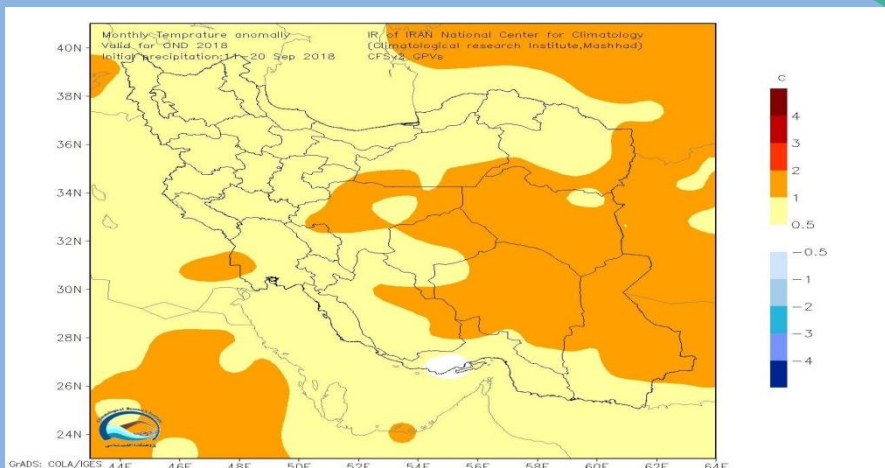 Monthly Temprature anomaly IR of IRAN National Center for Climatology
Valid for OND 2018 (Climatological research Institute,Mashhad)
Initial precipitation:11-20 Sep 2018 CFSv2 GPVs
40N
38N
36N
34N
32N
30N
28N
26N
24N
44E 46E 48E 50E 52E 54E 56E 58E 60E 62E 64E
C
4
3
2
1
0.5
-0.5
-1
-2
-3
-4
GrADS: COLA/IGES